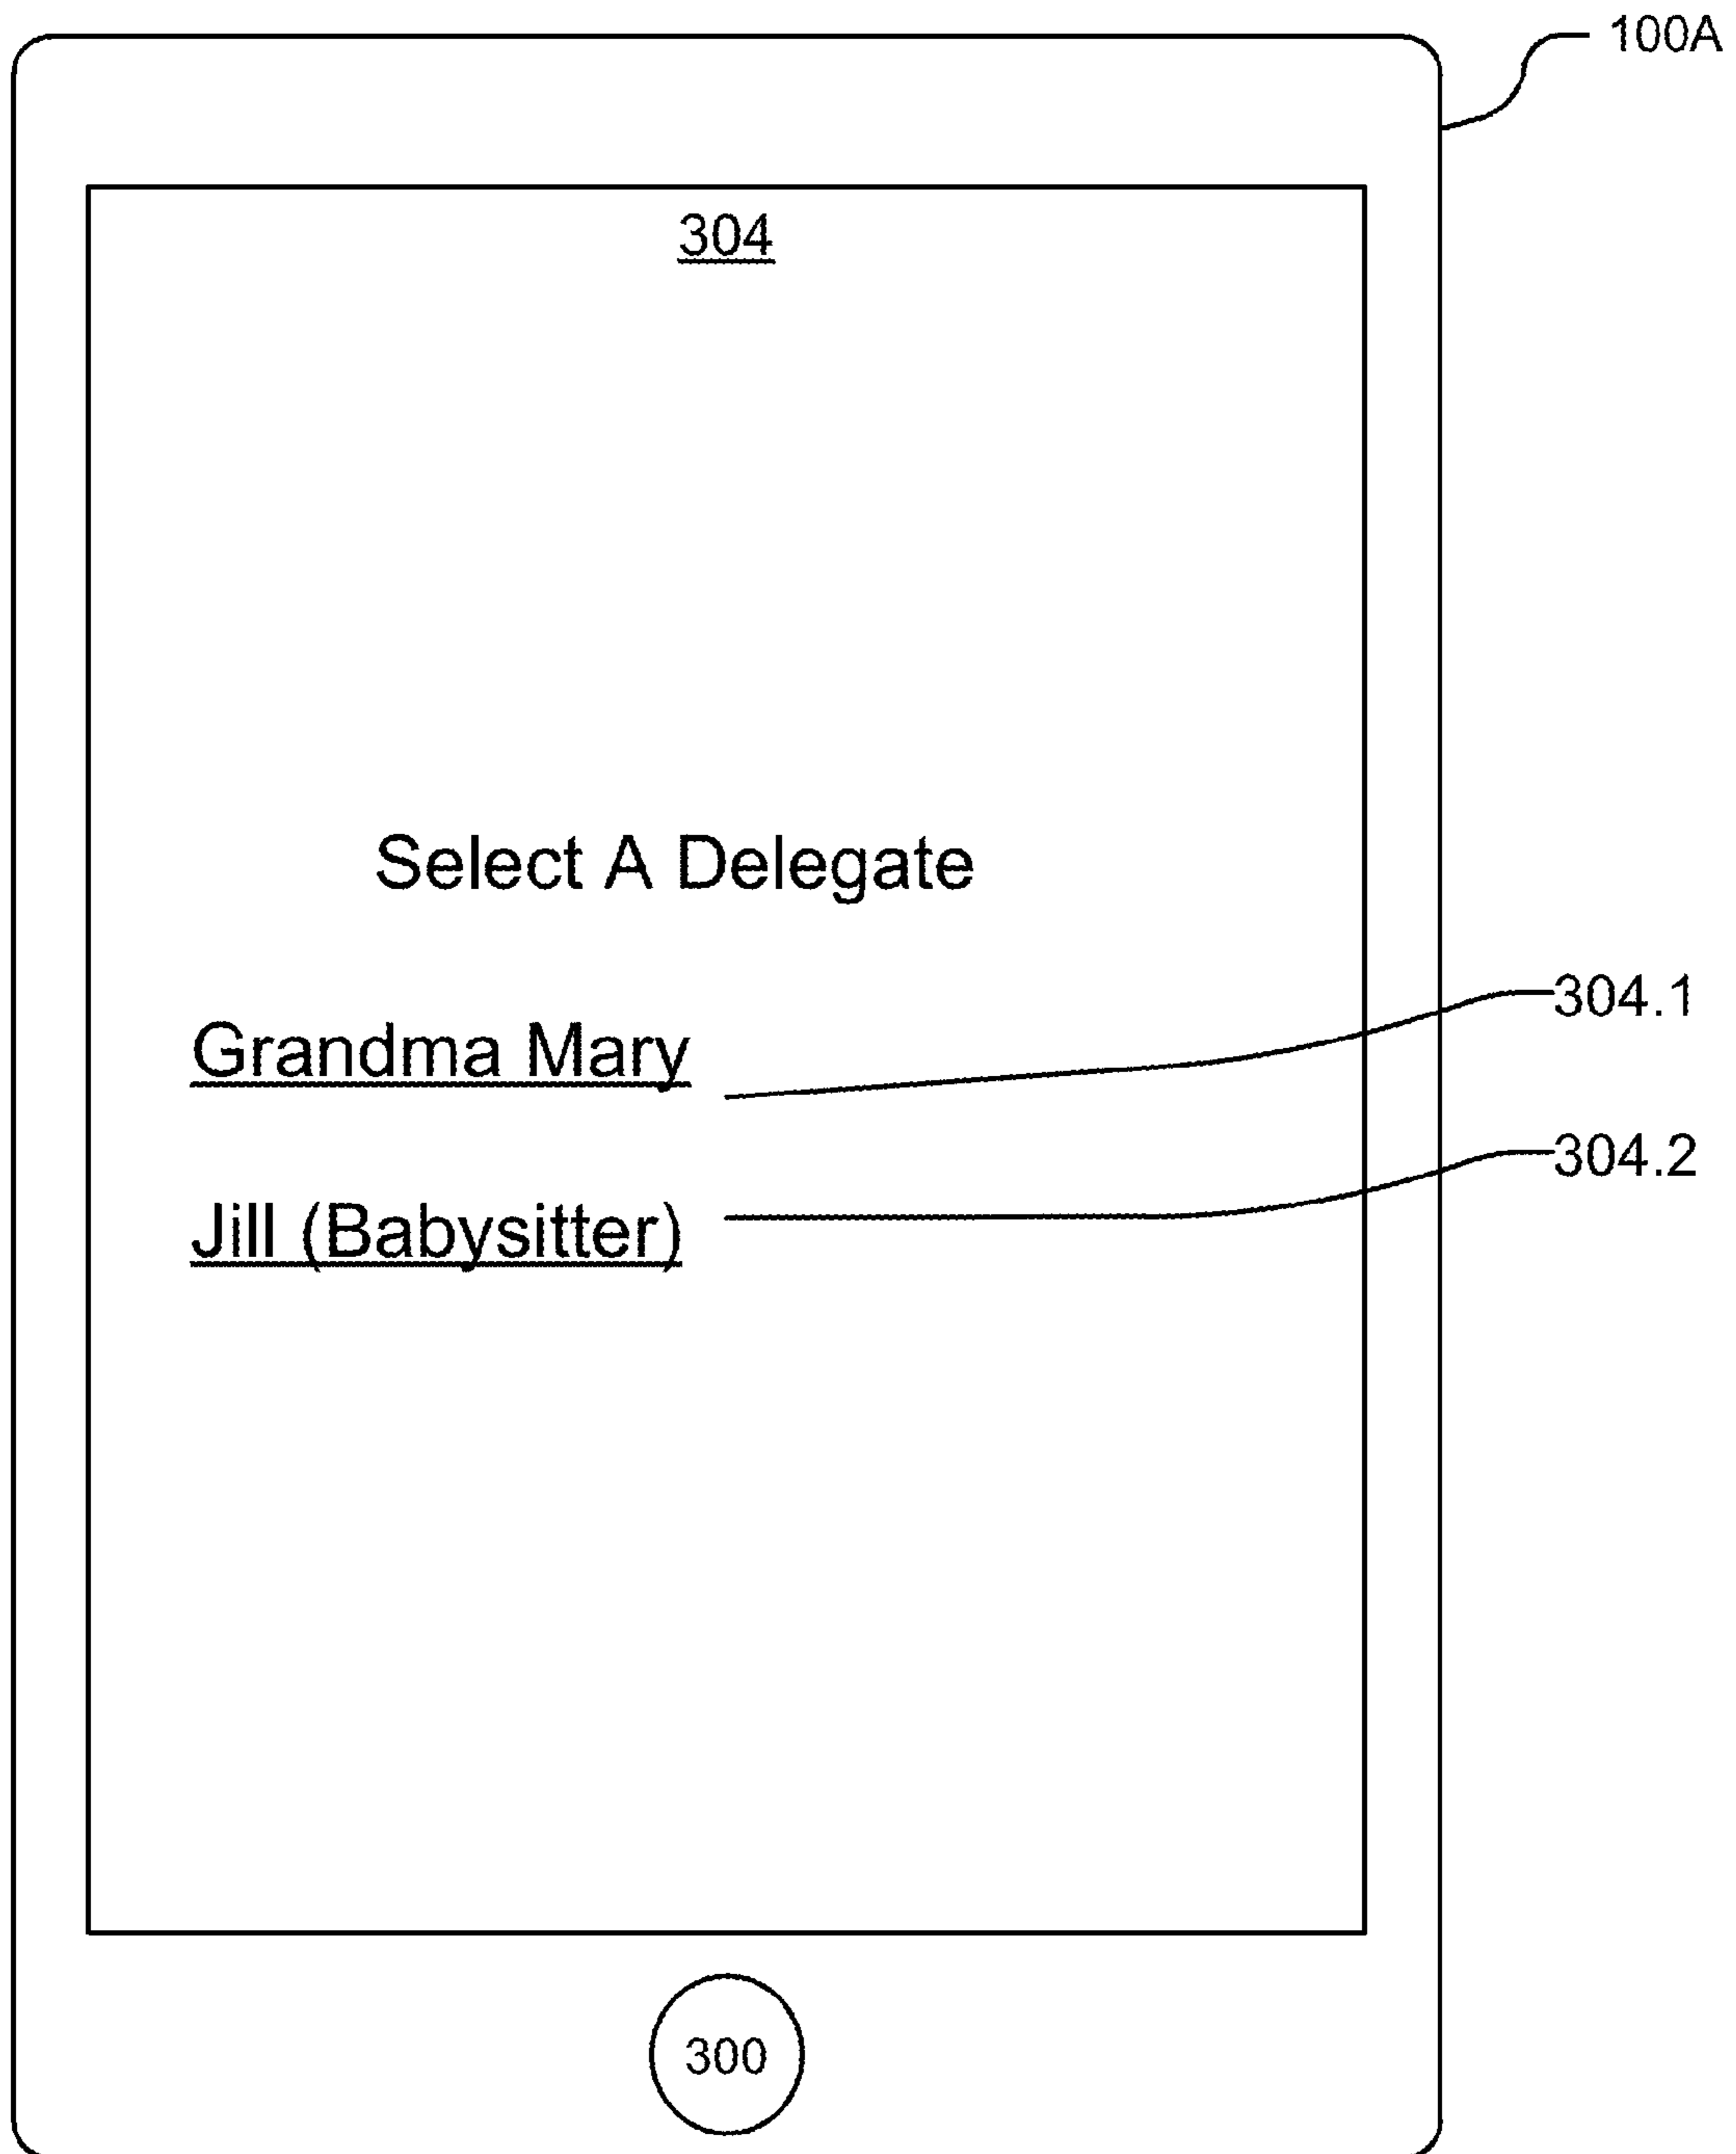 100A
304
Select A Delegate
Grandma Mary
304.1
Jill (Babysitter)
304.2
300